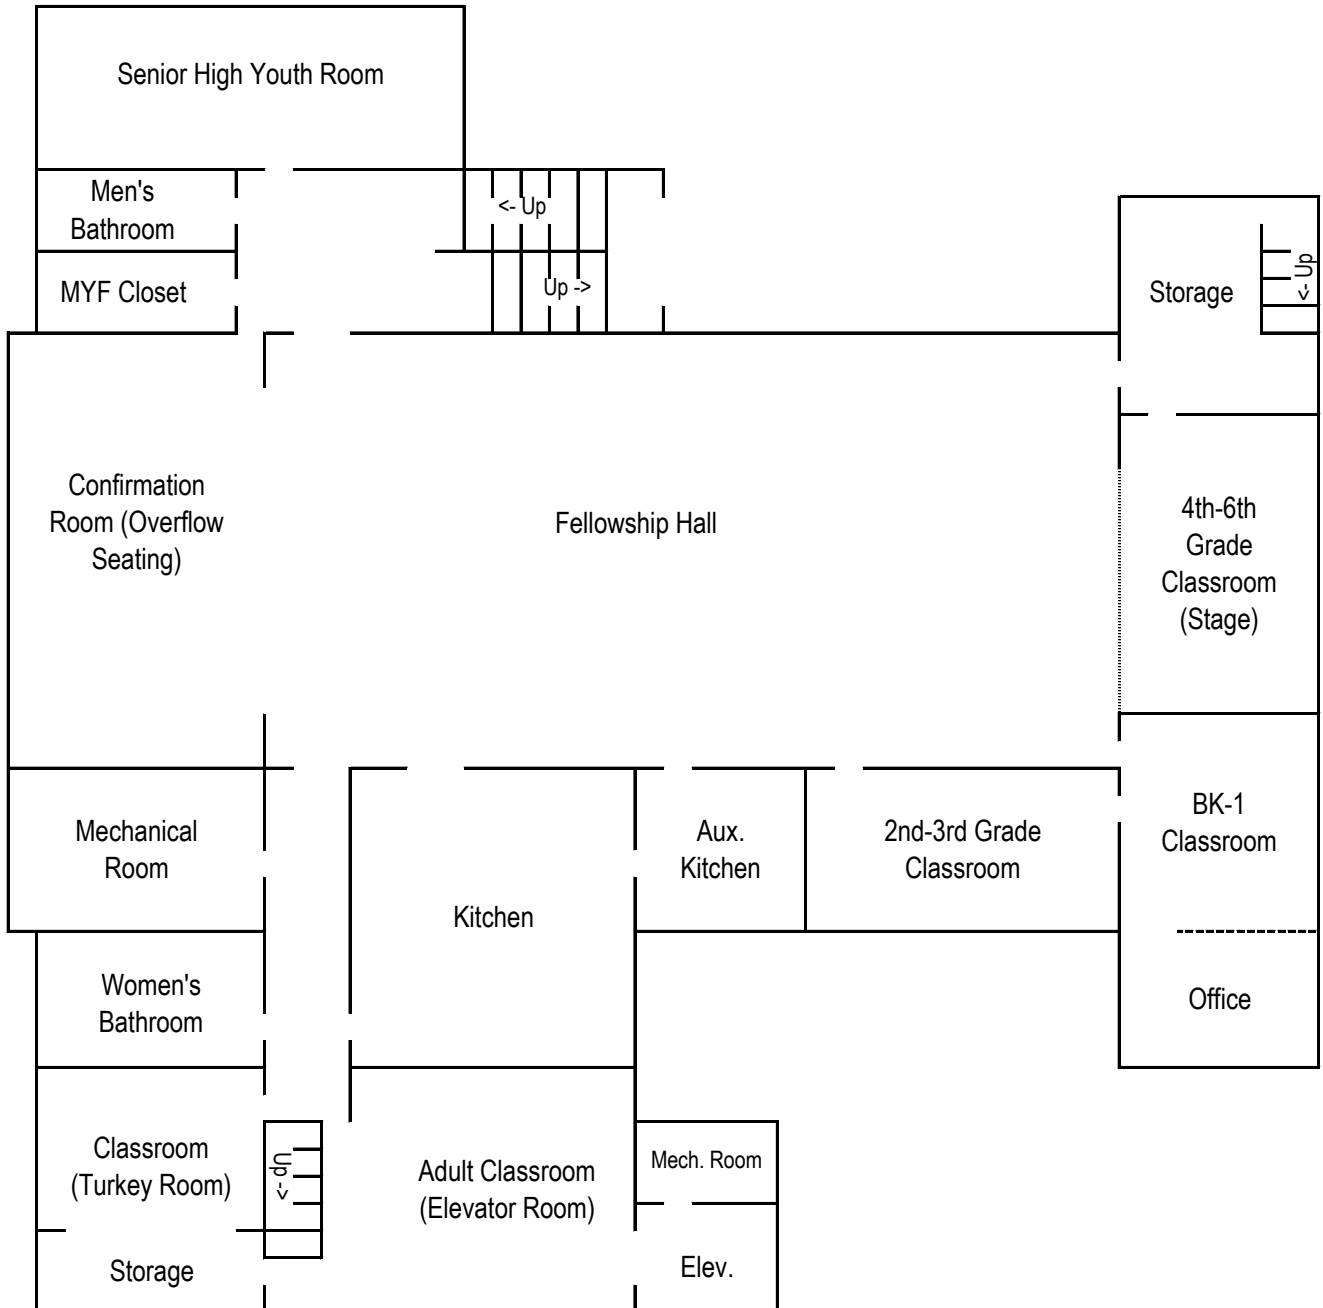 Senior High Youth Room
Men's
Bathroom
<- Up
MYF Closet
Up ->
Storage
<- Up
Confirmation
Room (Overflow
Seating)
Fellowship Hall
4th-6th
Grade
Classroom
(Stage)
Mechanical
Room
Kitchen
Aux.
Kitchen
2nd-3rd Grade
Classroom
BK-1
Classroom
Women's
Bathroom
Office
Classroom
(Turkey Room)
Up ->
Adult Classroom
(Elevator Room)
Mech. Room
Storage
Elev.